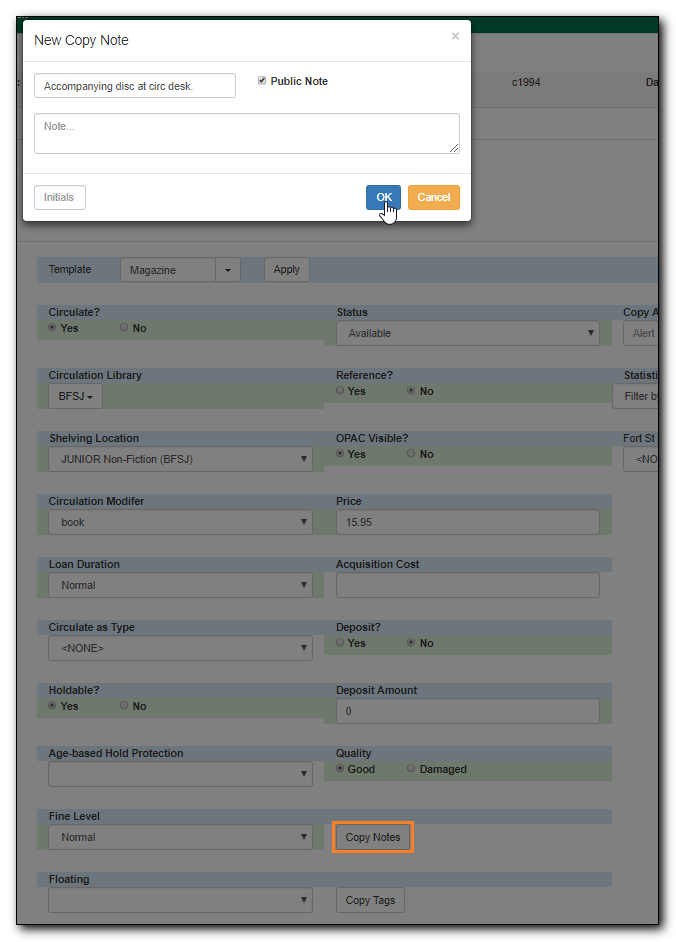 New Copy Note ×
Accompanying disc at circ desk. Public Note
Note...
Initials OK Cancel
: c1994 Da
Template Magazine Apply
Circulate? Status Copy A
Yes No Available Alert
Circulation Library Reference? Statisti
BFSJ Yes No Filter by
Shelving Location OPAC Visible? Fort St
JUNIOR Non-Fiction (BFSJ) Yes No <NO
Circulation Modifer Price
book 15.95
Loan Duration Acquisition Cost
Normal
Circulate as Type Deposit?
<NONE> Yes No
Holdable? Deposit Amount
Yes No 0
Age-based Hold Protection Quality
Good Damaged
Fine Level
Normal Copy Notes
Floating
Copy Tags